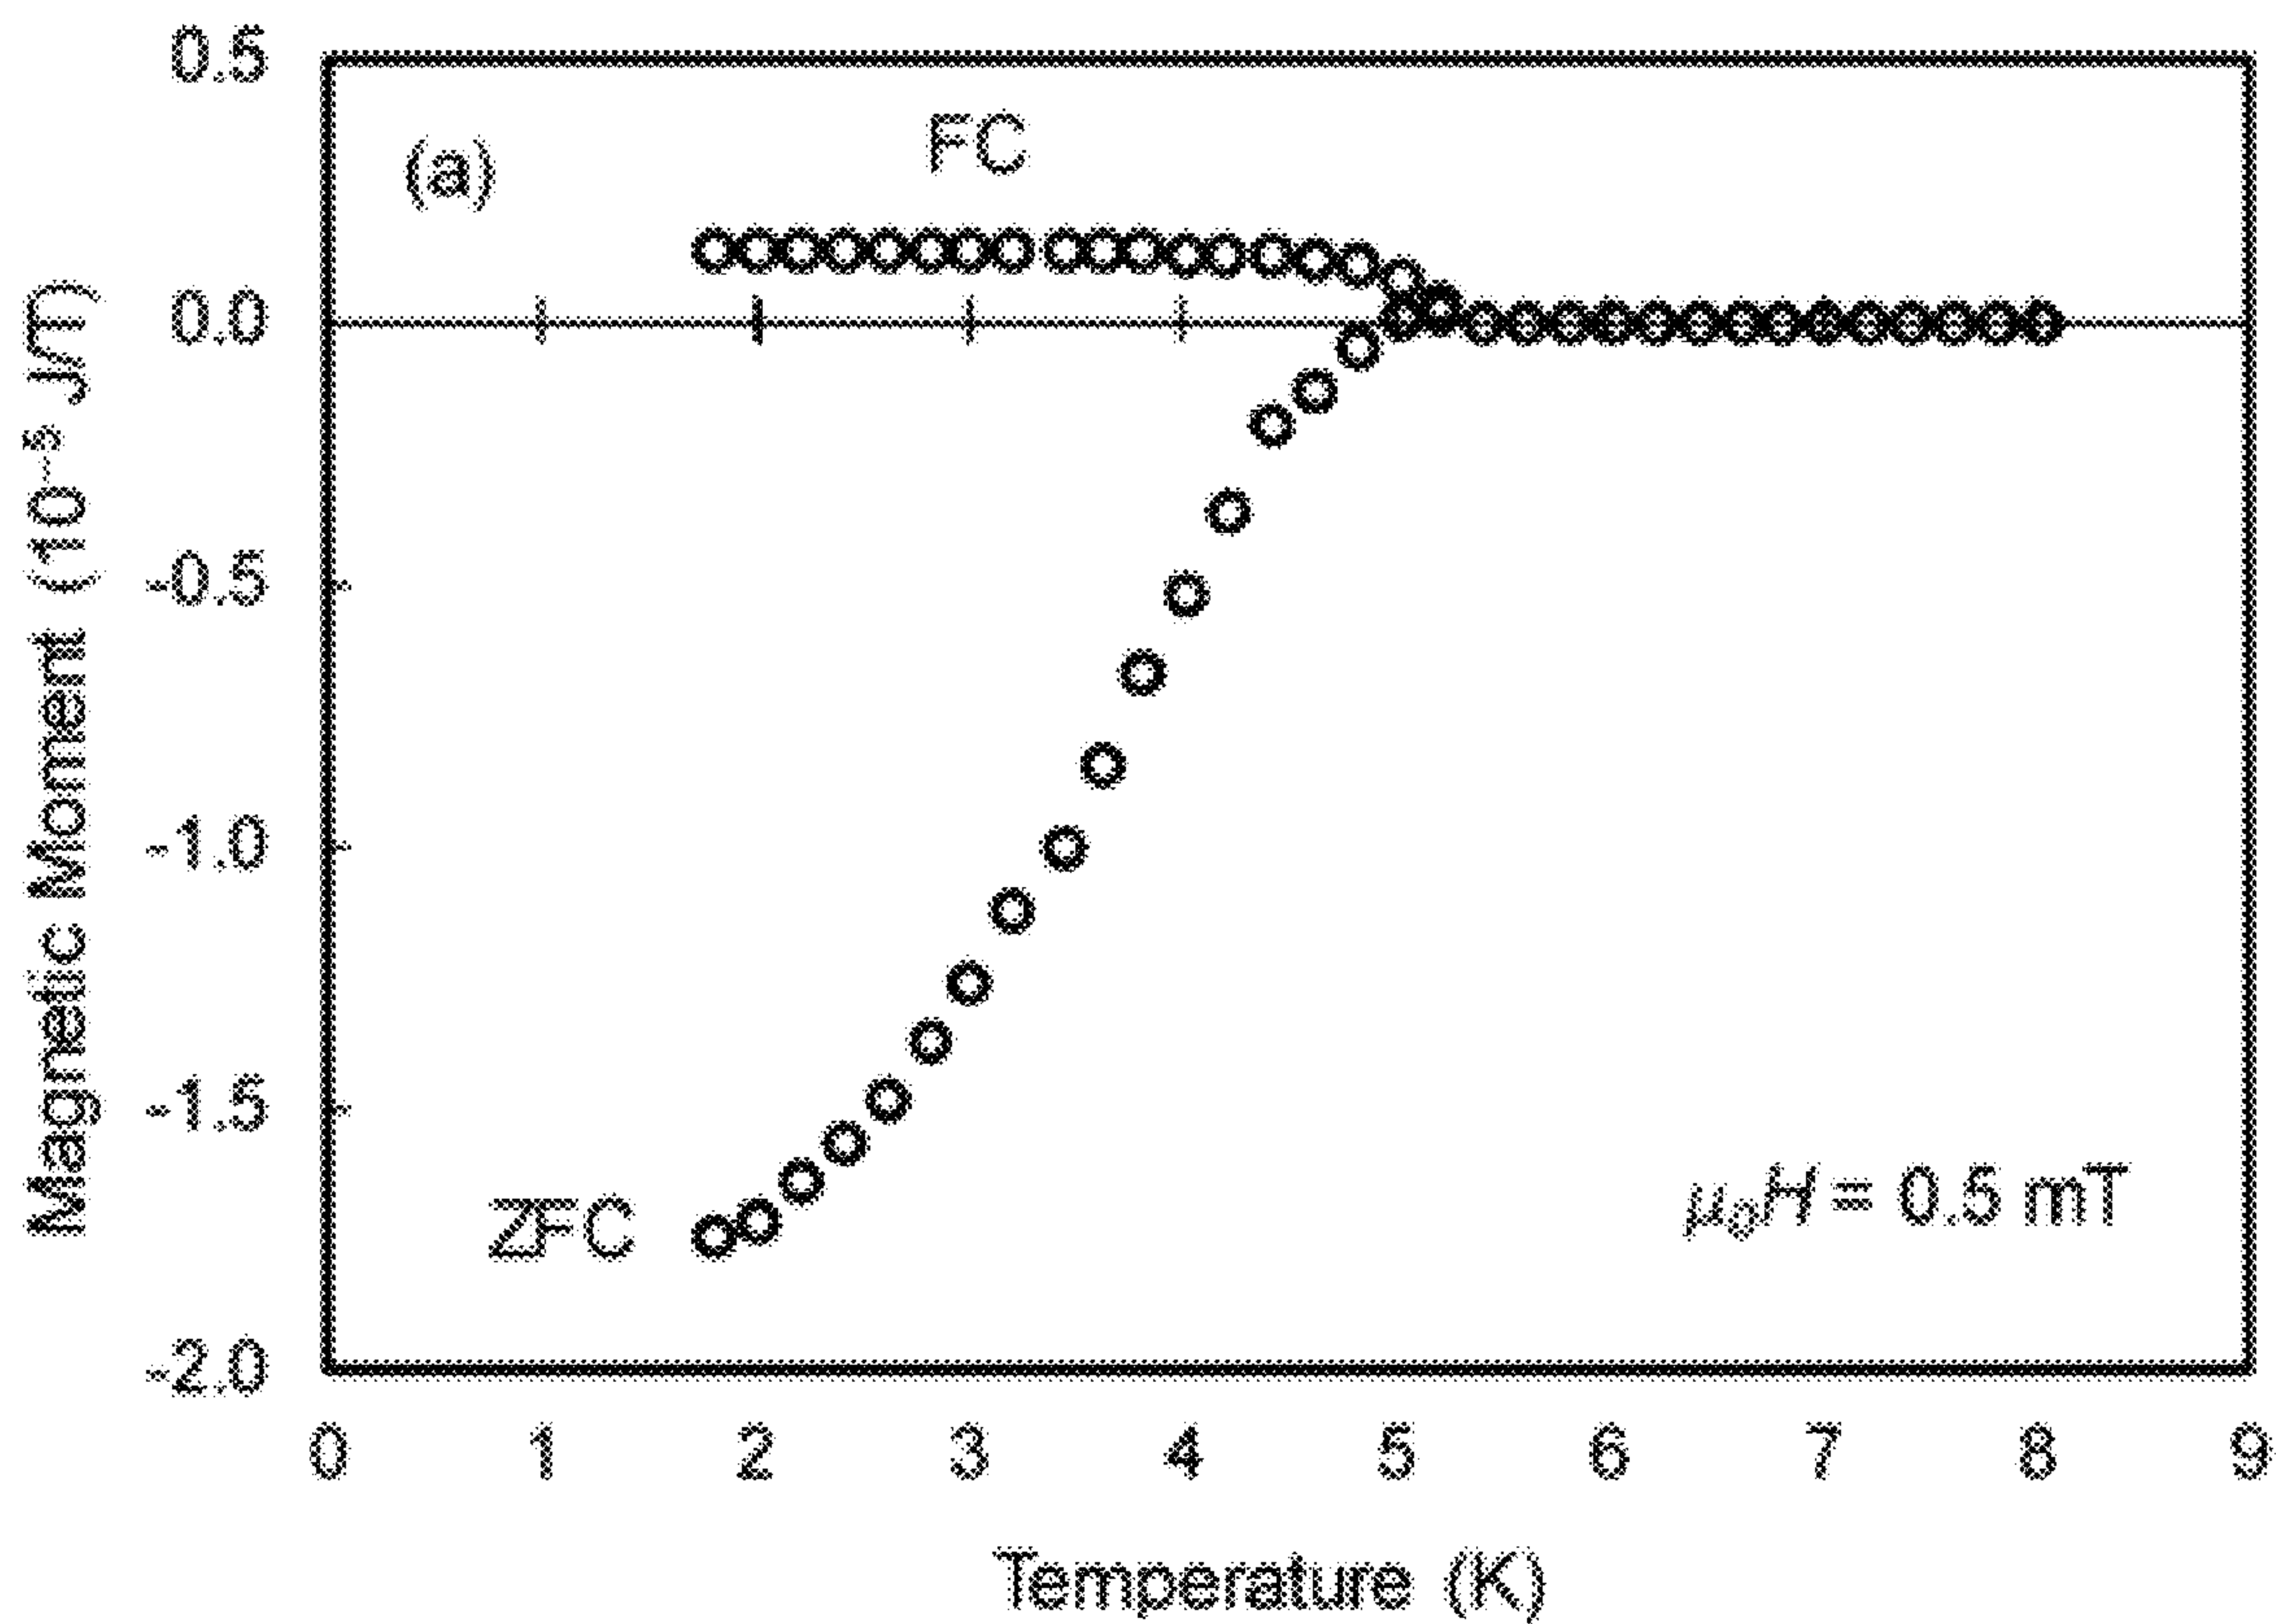 0.5
(a)
FC
0.0
-0.5
-1.0
-1.5
ZFC
μ0H = 0.5 mT
-2.0
0 1 2 3 4 5 6 7 8 9
Temperature (K)
Magnetic Moment (10⁻⁵ J/T)